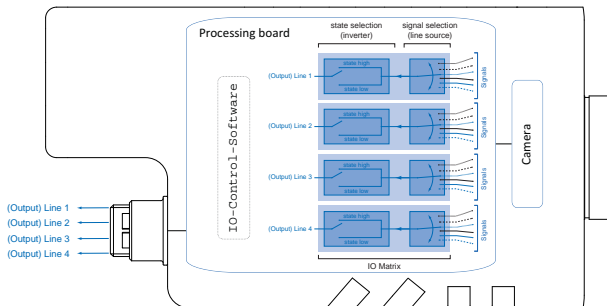 Processing board
state selection
(inverter)
signal selection
(line source)
IO-Control-Software
(Output) Line 1
state high
state low
Signals
(Output) Line 2
state high
state low
Signals
(Output) Line 3
state high
state low
Signals
(Output) Line 4
state high
state low
Signals
IO Matrix
Camera
(Output) Line 1
(Output) Line 2
(Output) Line 3
(Output) Line 4